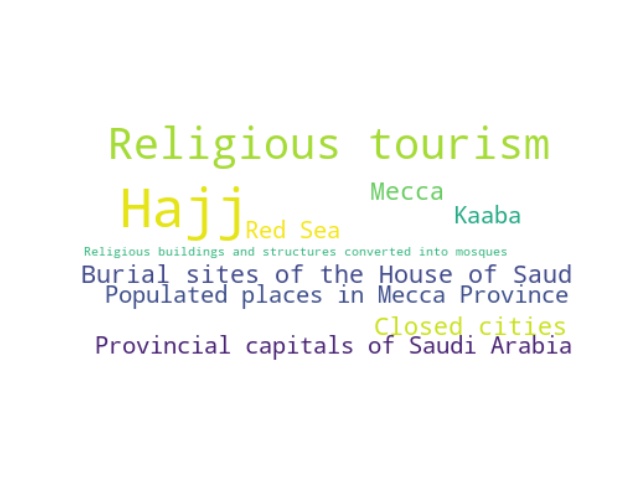 Religious tourism
Hajj
Mecca
Kaaba
Red Sea
Religious buildings and structures converted into mosques
Burial sites of the House of Saud
Populated places in Mecca Province
Closed cities
Provincial capitals of Saudi Arabia